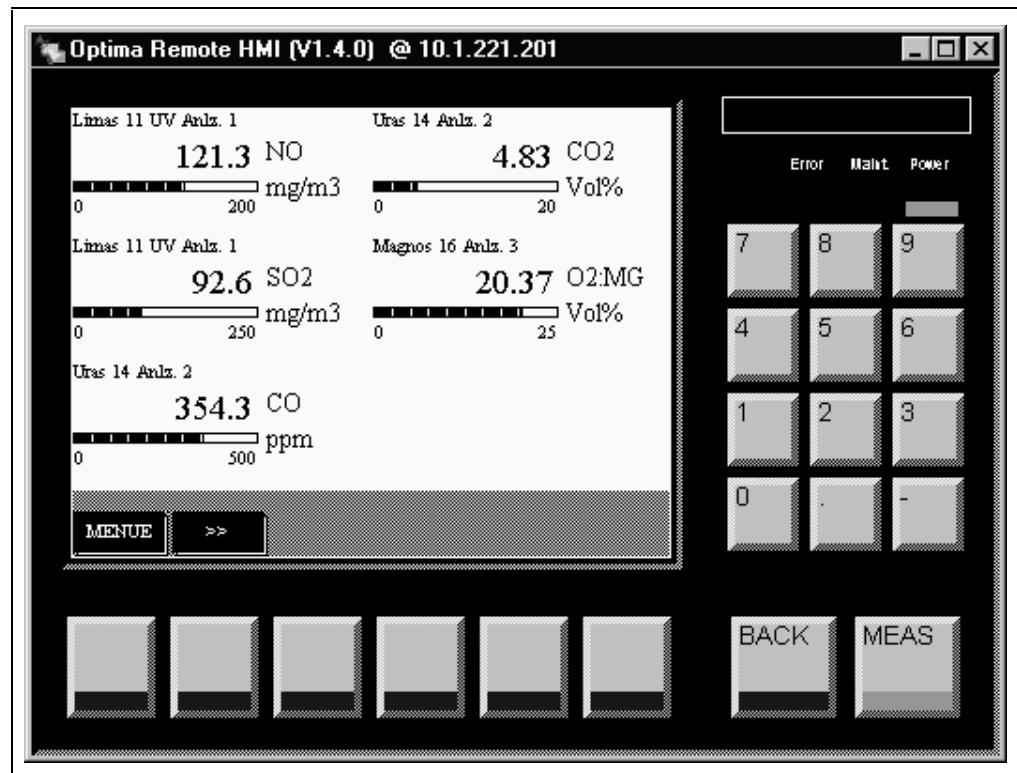 Optima Remote HMI (V1.4.0) @ 10.1.221.201
Limas 11 UV Anlz. 1
121.3 NO
mg/m3
0 200
Uras 14 Anlz. 2
4.83 CO2
Vol%
0 20
Limas 11 UV Anlz. 1
92.6 SO2
mg/m3
0 250
Magnos 16 Anlz. 3
20.37 O2:MG
Vol%
0 25
Uras 14 Anlz. 2
354.3 CO
ppm
0 500
MENUE >>
Error Maint. Power
7 8 9
4 5 6
1 2 3
0 . -
BACK MEAS